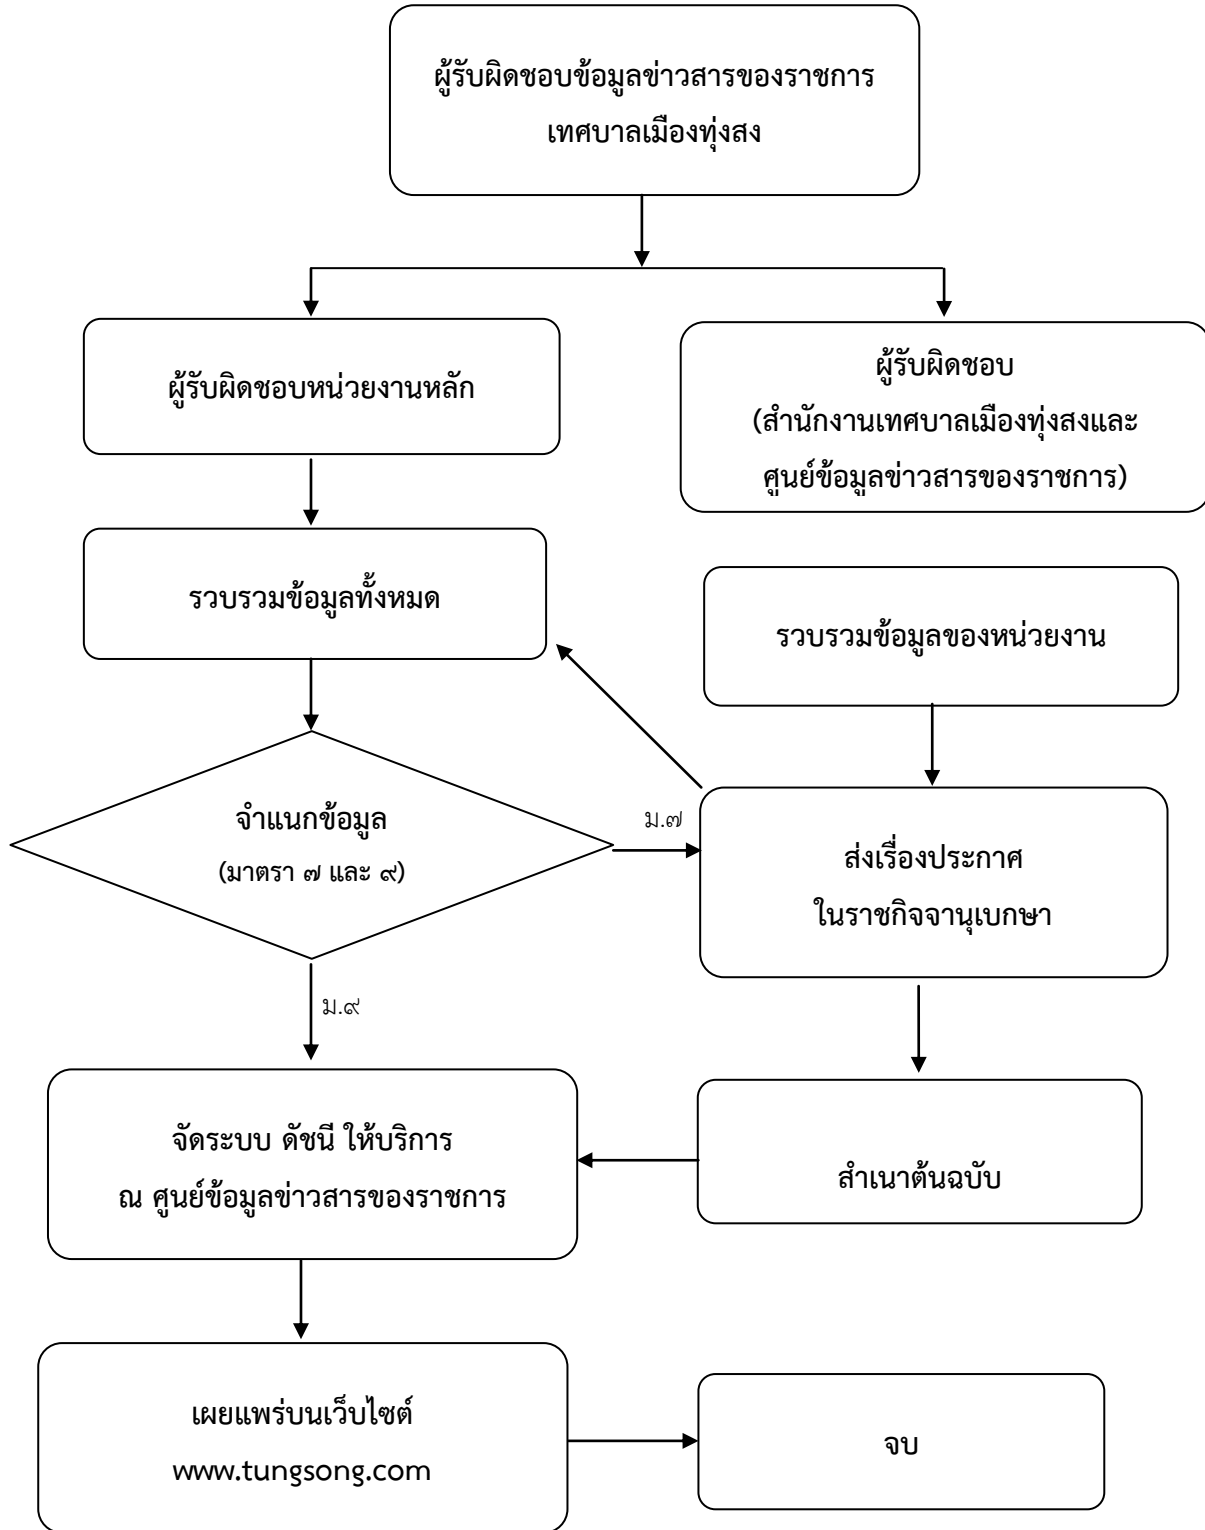 ผู้รับผิดชอบข้อมูลข่าวสารของราชการ
เทศบาลเมืองทุ่งสง
ผู้รับผิดชอบหน่วยงานหลัก
ผู้รับผิดชอบ
(สำนักงานเทศบาลเมืองทุ่งสงและ
ศูนย์ข้อมูลข่าวสารของราชการ)
รวบรวมข้อมูลทั้งหมด
รวบรวมข้อมูลของหน่วยงาน
จำแนกข้อมูล
(มาตรา ๗ และ ๙)
ม.๗
ส่งเรื่องประกาศ
ในราชกิจจานุเบกษา
ม.๙
จัดระบบ ดัชนี ให้บริการ
ณ ศูนย์ข้อมูลข่าวสารของราชการ
สำเนาต้นฉบับ
เผยแพร่บนเว็บไซต์
www.tungsong.com
จบ